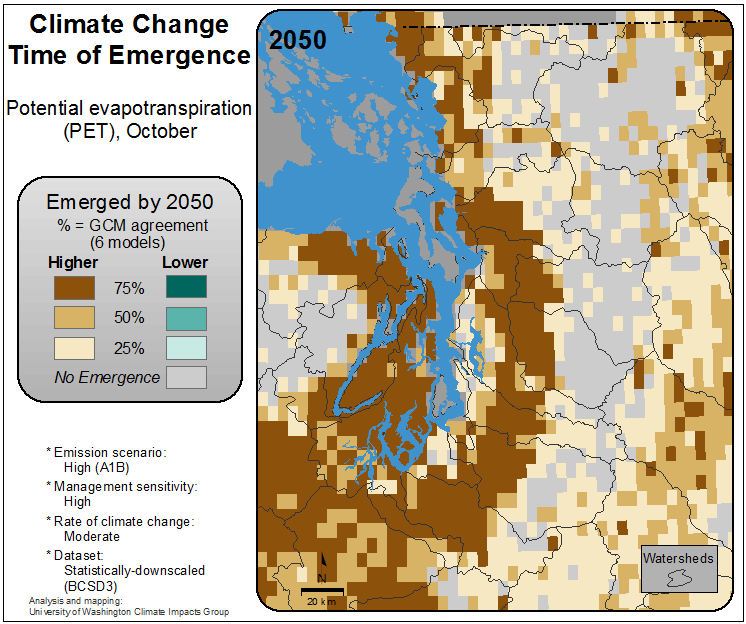 Climate Change
Time of Emergence
Potential evapotranspiration
(PET), October
Emerged by 2050
% = GCM agreement
(6 models)
Higher Lower
75%
50%
25%
No Emergence
* Emission scenario:
High (A1B)
* Management sensitivity:
High
* Rate of climate change:
Moderate
* Dataset:
Statistically-downscaled
(BCSD3)
Analysis and mapping:
University of Washington Climate Impacts Group
2050
N
20 km
Watersheds